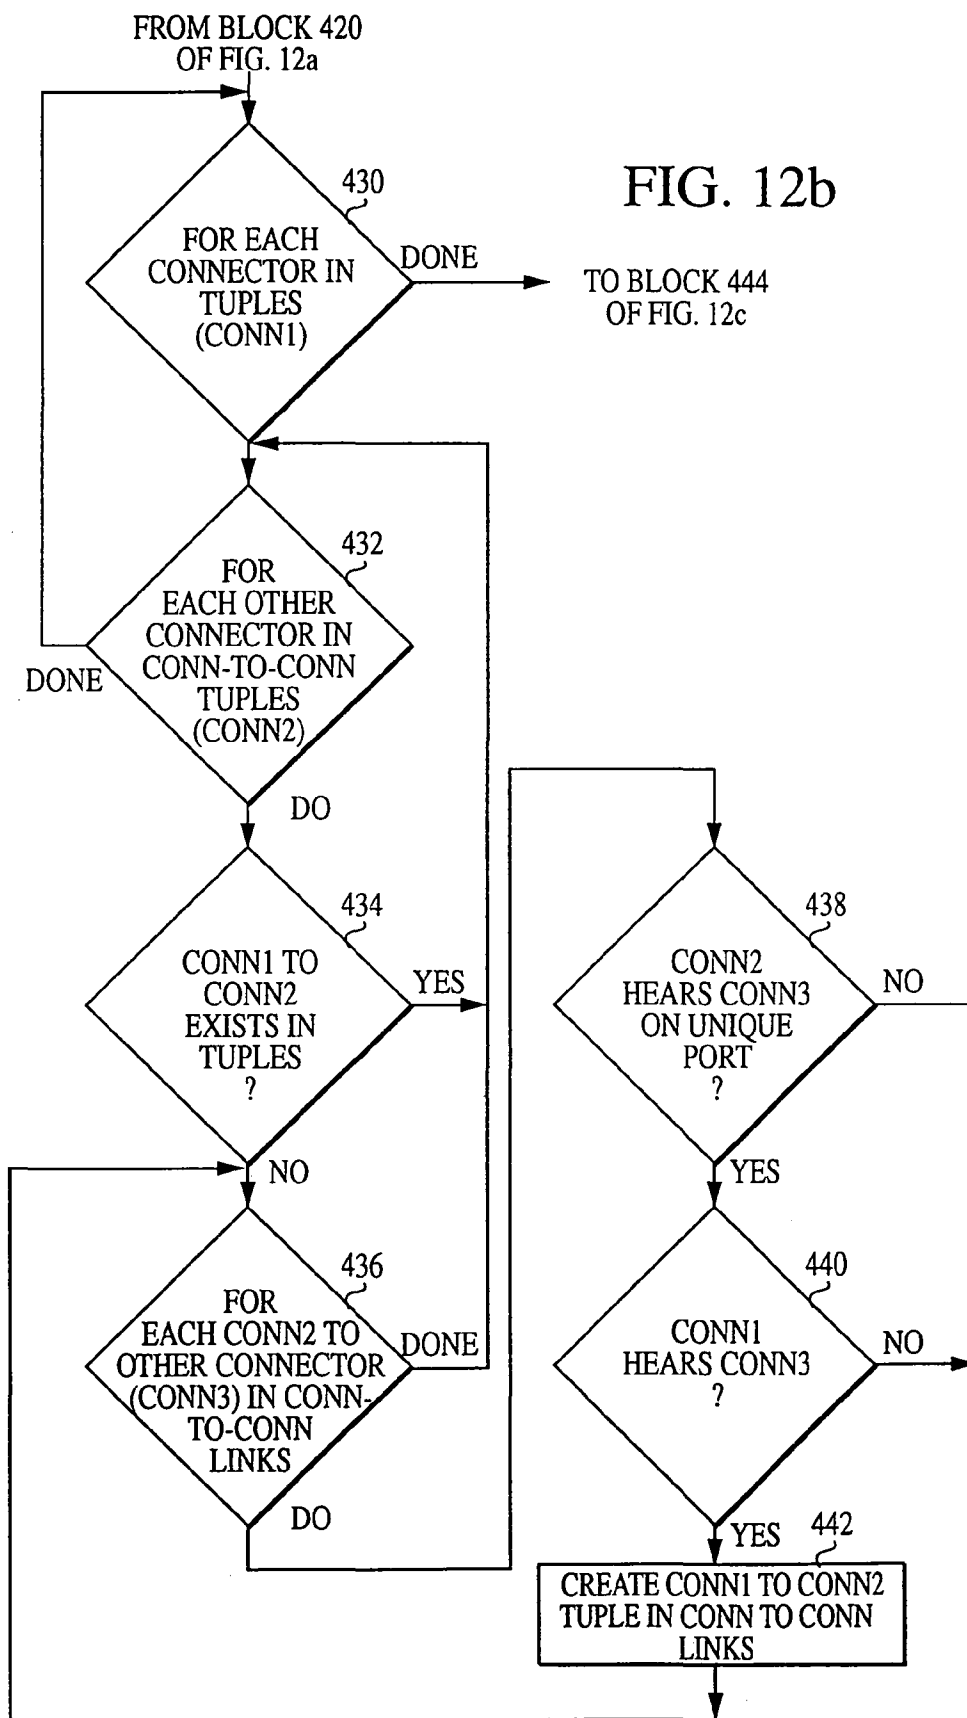 FROM BLOCK 420
OF FIG. 12a
FIG. 12b
430
FOR EACH
CONNECTOR IN
TUPLES
(CONN1)
DONE
TO BLOCK 444
OF FIG. 12c
432
FOR
EACH OTHER
CONNECTOR IN
CONN-TO-CONN
TUPLES
(CONN2)
DONE
DO
434
CONN1 TO
CONN2
EXISTS IN
TUPLES
?
YES
NO
436
FOR
EACH CONN2 TO
OTHER CONNECTOR
(CONN3) IN CONN-
TO-CONN
LINKS
DONE
DO
438
CONN2
HEARS CONN3
ON UNIQUE
PORT
?
NO
YES
440
CONN1
HEARS CONN3
?
NO
YES
442
CREATE CONN1 TO CONN2
TUPLE IN CONN TO CONN
LINKS